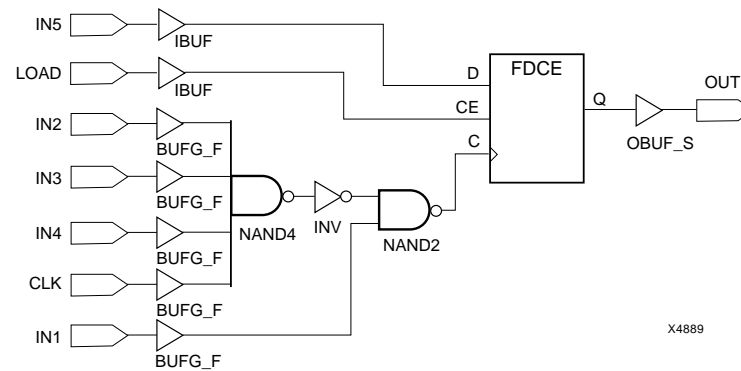 IN5
IBUF
LOAD
IBUF
IN2
BUFG_F
IN3
BUFG_F
IN4
BUFG_F
CLK
BUFG_F
IN1
BUFG_F
NAND4
INV
NAND2
FDCE
D
CE
C
Q
OUT
OBUF_S
X4889